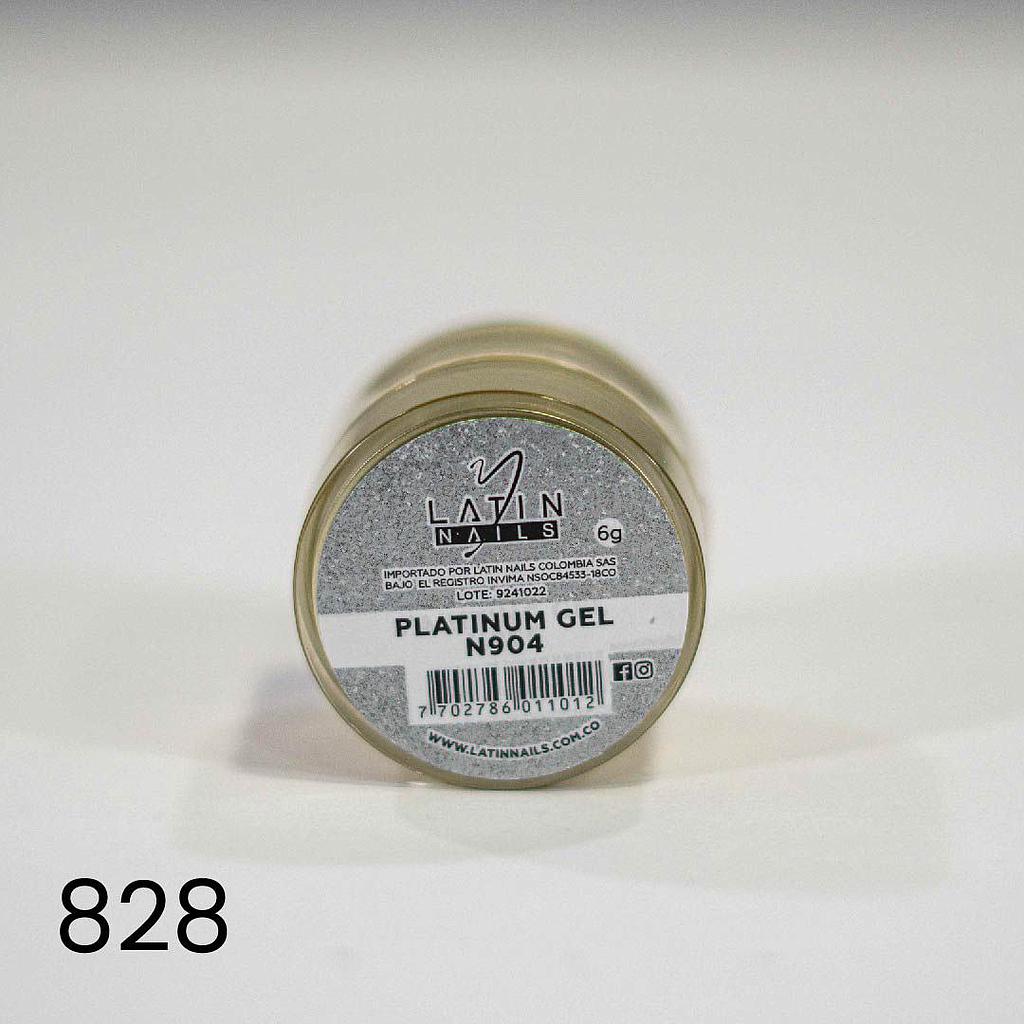 LATIN
NAILS
6g
IMPORTADO POR LATIN NAILS COLOMBIA SAS
BAJO EL REGISTRO INVIMA NSOC84533-18CO
LOTE: 9241022
PLATINUM GEL
N904
7 702786 011012
WWW.LATINNAILS.COM.CO
828